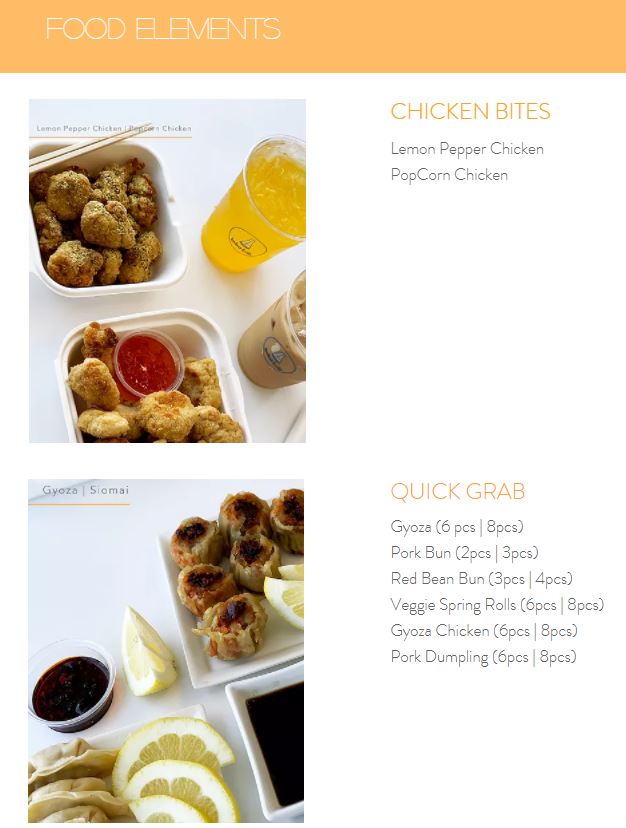 FOOD ELEMENTS
Lemon Pepper Chicken | Popcorn Chicken
CHICKEN BITES
Lemon Pepper Chicken
PopCorn Chicken
Gyoza | Siomai
QUICK GRAB
Gyoza (6 pcs | 8pcs)
Pork Bun (2pcs | 3pcs)
Red Bean Bun (3pcs | 4pcs)
Veggie Spring Rolls (6pcs | 8pcs)
Gyoza Chicken (6pcs | 8pcs)
Pork Dumpling (6pcs | 8pcs)